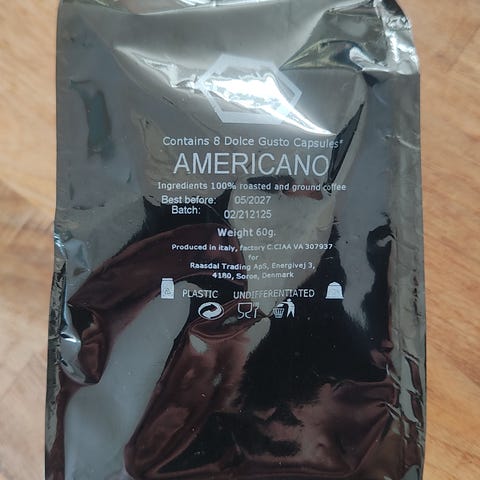 Contains 8 Dolce Gusto Capsules*
AMERICANO
Ingredients 100% roasted and ground coffee
Best before: 05/2027
Batch: 02/212125
Weight 60g.
Produced in italy, factory C.CIAA VA 307937
for
Raasdal Trading ApS, Energivej 3,
4180, Soroe, Denmark
PLASTIC UNDIFFERENTIATED